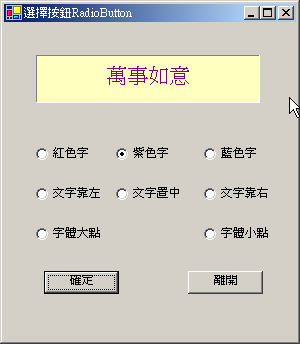 選擇按鈕RadioButton
萬事如意
紅色字 紫色字 藍色字
文字靠左 文字置中 文字靠右
字體大點 字體小點
確定 離開